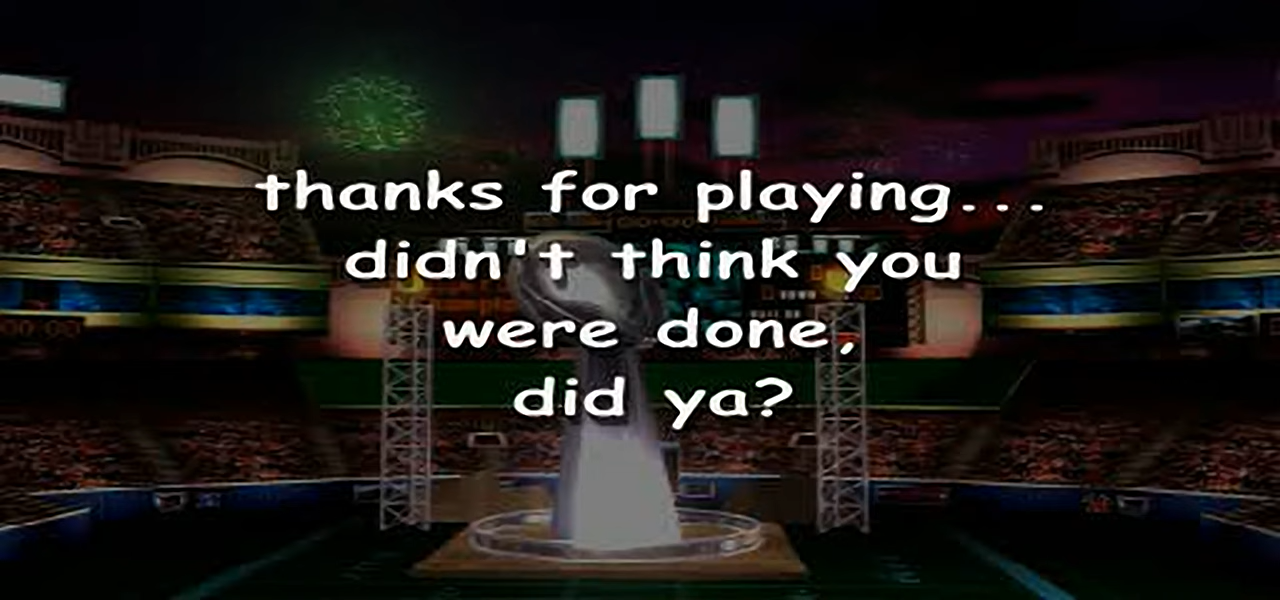 thanks for playing...
didn't think you
were done,
did ya?